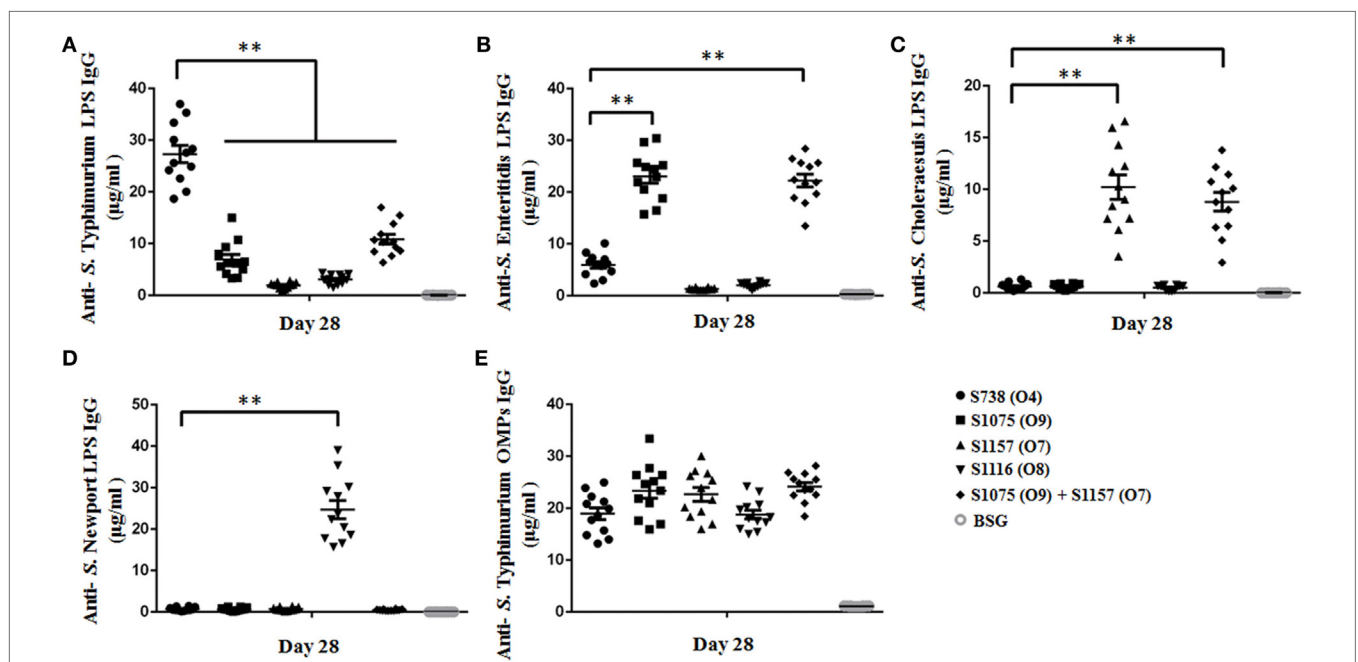 A
**
Anti-S. Typhimurium LPS IgG
(µg/ml )
40
30
20
10
0
Day 28
B
**
**
Anti-S. Enteritidis LPS IgG
(µg/ml )
40
30
20
10
0
Day 28
C
**
**
Anti-S. Choleraesuis LPS IgG
(µg/ml )
20
15
10
5
0
Day 28
D
**
Anti- S. Newport LPS IgG
(µg/ml )
50
40
30
20
10
0
Day 28
E
Anti- S. Typhimurium OMPs IgG
(µg/ml )
40
30
20
10
0
Day 28
S738 (O4)
S1075 (O9)
S1157 (O7)
S1116 (O8)
S1075 (O9) + S1157 (O7)
BSG